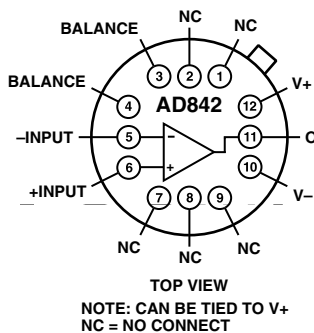 NC
BALANCE NC
3 2 1
BALANCE AD842 V+
4 12
–INPUT 5 – 11 O
+INPUT 6 + 10 V–
7 8 9
NC NC NC
TOP VIEW
NOTE: CAN BE TIED TO V+
NC = NO CONNECT